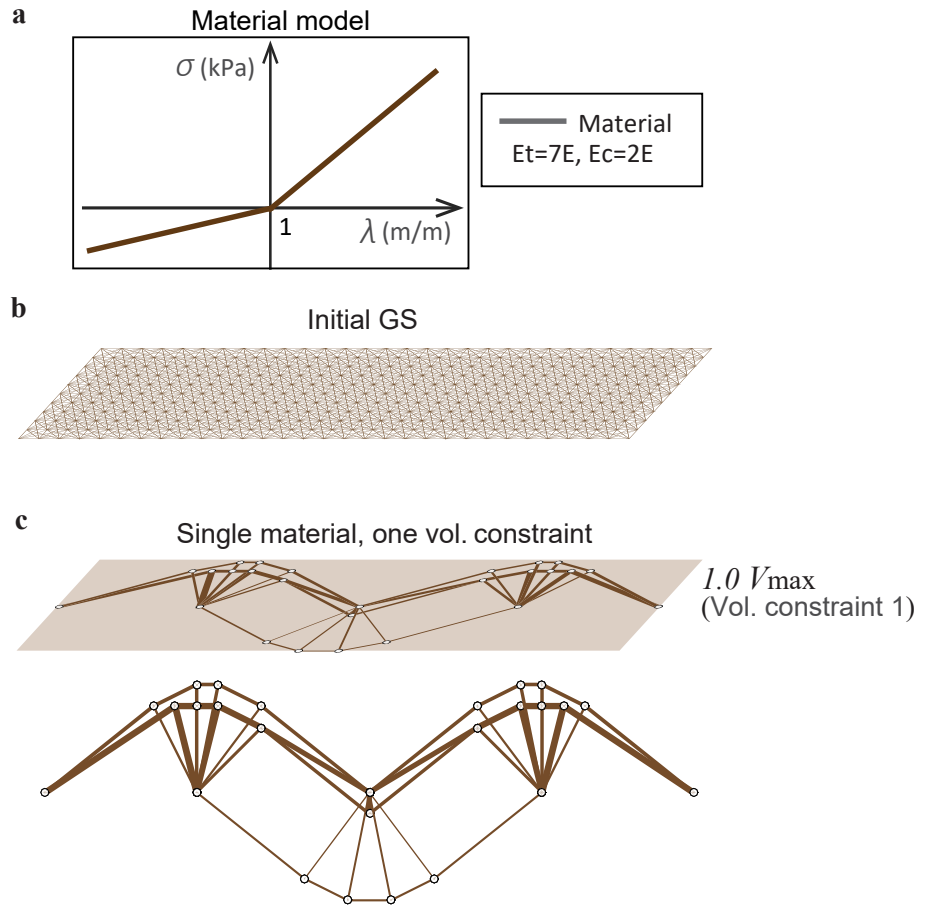 a
Material model
σ (kPa)
1
λ (m/m)
Material
Et=7E, Ec=2E
b
Initial GS
c
Single material, one vol. constraint
1.0 Vmax
(Vol. constraint 1)